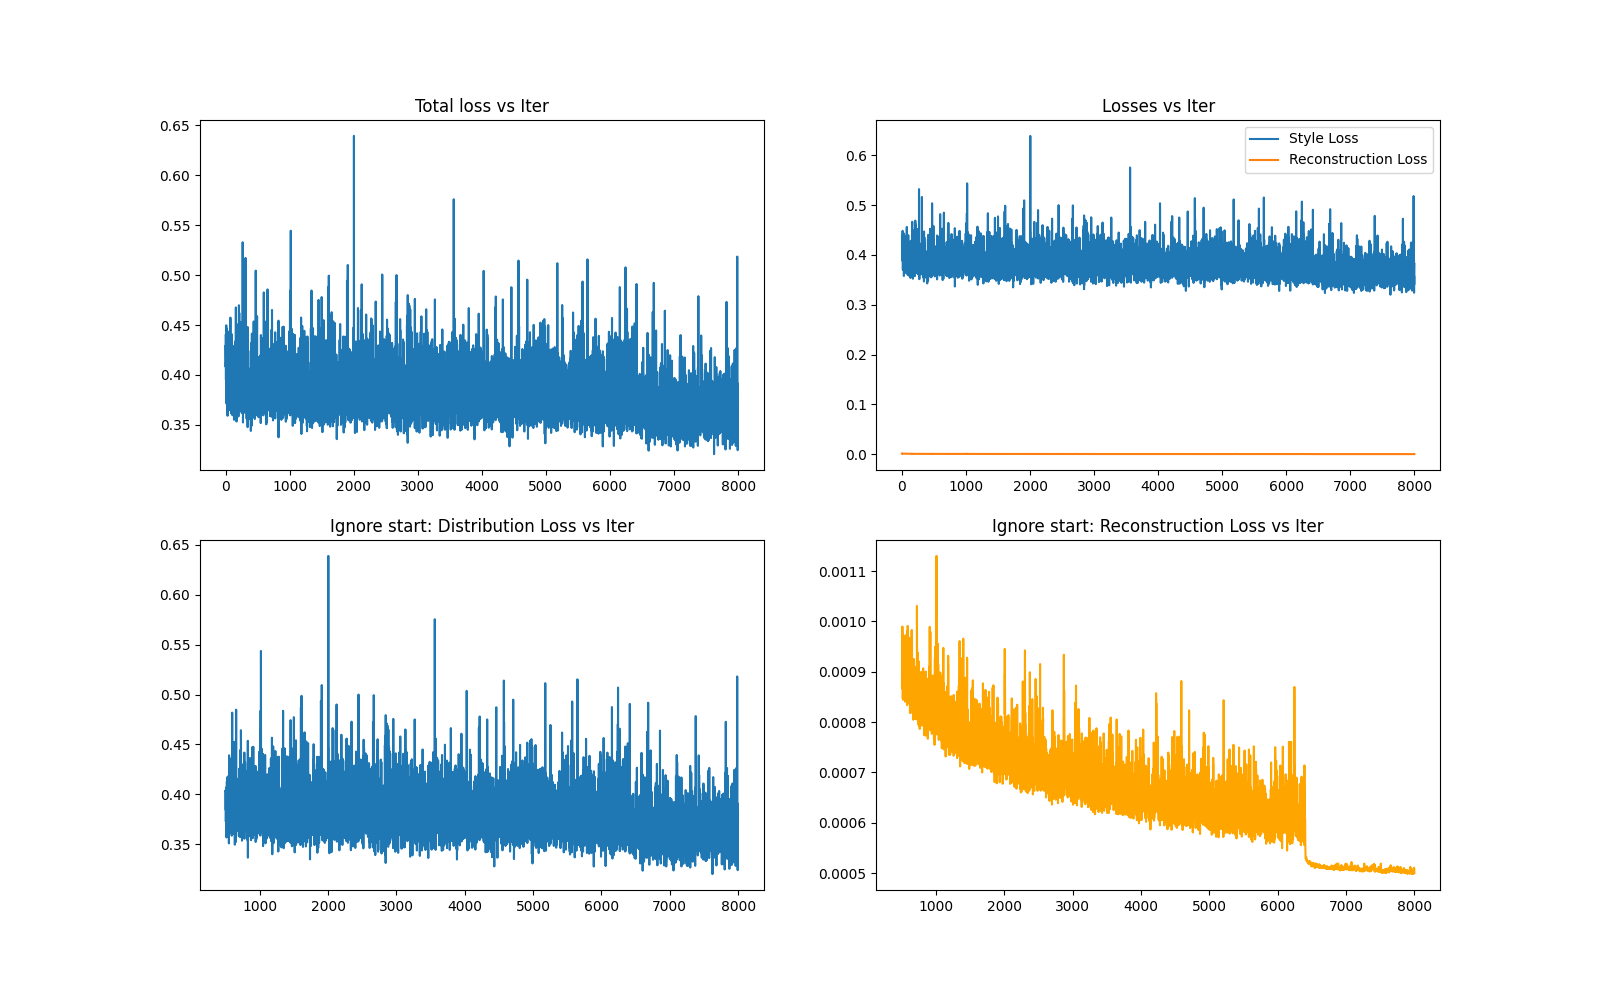 Total loss vs Iter
0.65
0.60
0.55
0.50
0.45
0.40
0.35
0 1000 2000 3000 4000 5000 6000 7000 8000
Losses vs Iter
Style Loss
Reconstruction Loss
0.6
0.5
0.4
0.3
0.2
0.1
0.0
0 1000 2000 3000 4000 5000 6000 7000 8000
Ignore start: Distribution Loss vs Iter
0.65
0.60
0.55
0.50
0.45
0.40
0.35
1000 2000 3000 4000 5000 6000 7000 8000
Ignore start: Reconstruction Loss vs Iter
0.0011
0.0010
0.0009
0.0008
0.0007
0.0006
0.0005
1000 2000 3000 4000 5000 6000 7000 8000